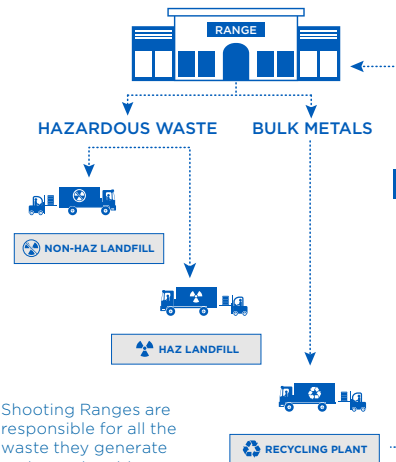 RANGE
HAZARDOUS WASTE
BULK METALS
NON-HAZ LANDFILL
HAZ LANDFILL
Shooting Ranges are
responsible for all the
waste they generate
RECYCLING PLANT